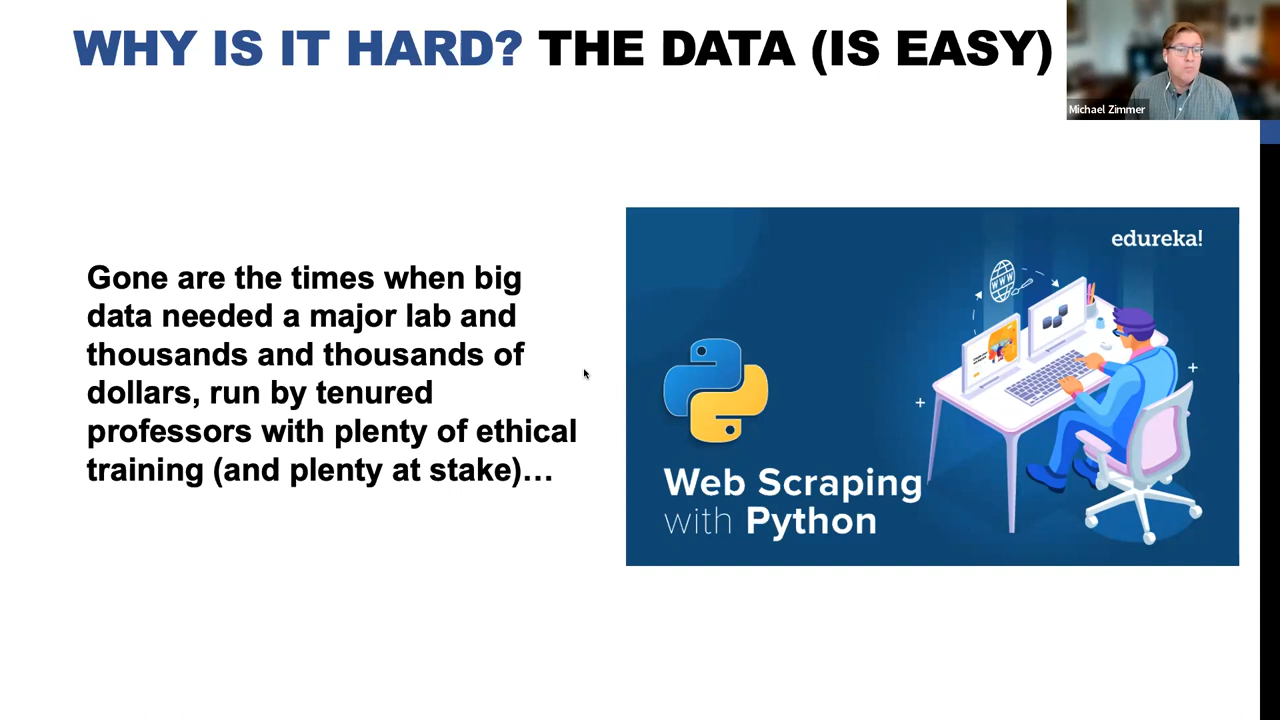 WHY IS IT HARD? THE DATA (IS EASY)
Michael Zimmer
Gone are the times when big
data needed a major lab and
thousands and thousands of
dollars, run by tenured
professors with plenty of ethical
training (and plenty at stake)…
edureka!
WWW
Web Scraping
with Python